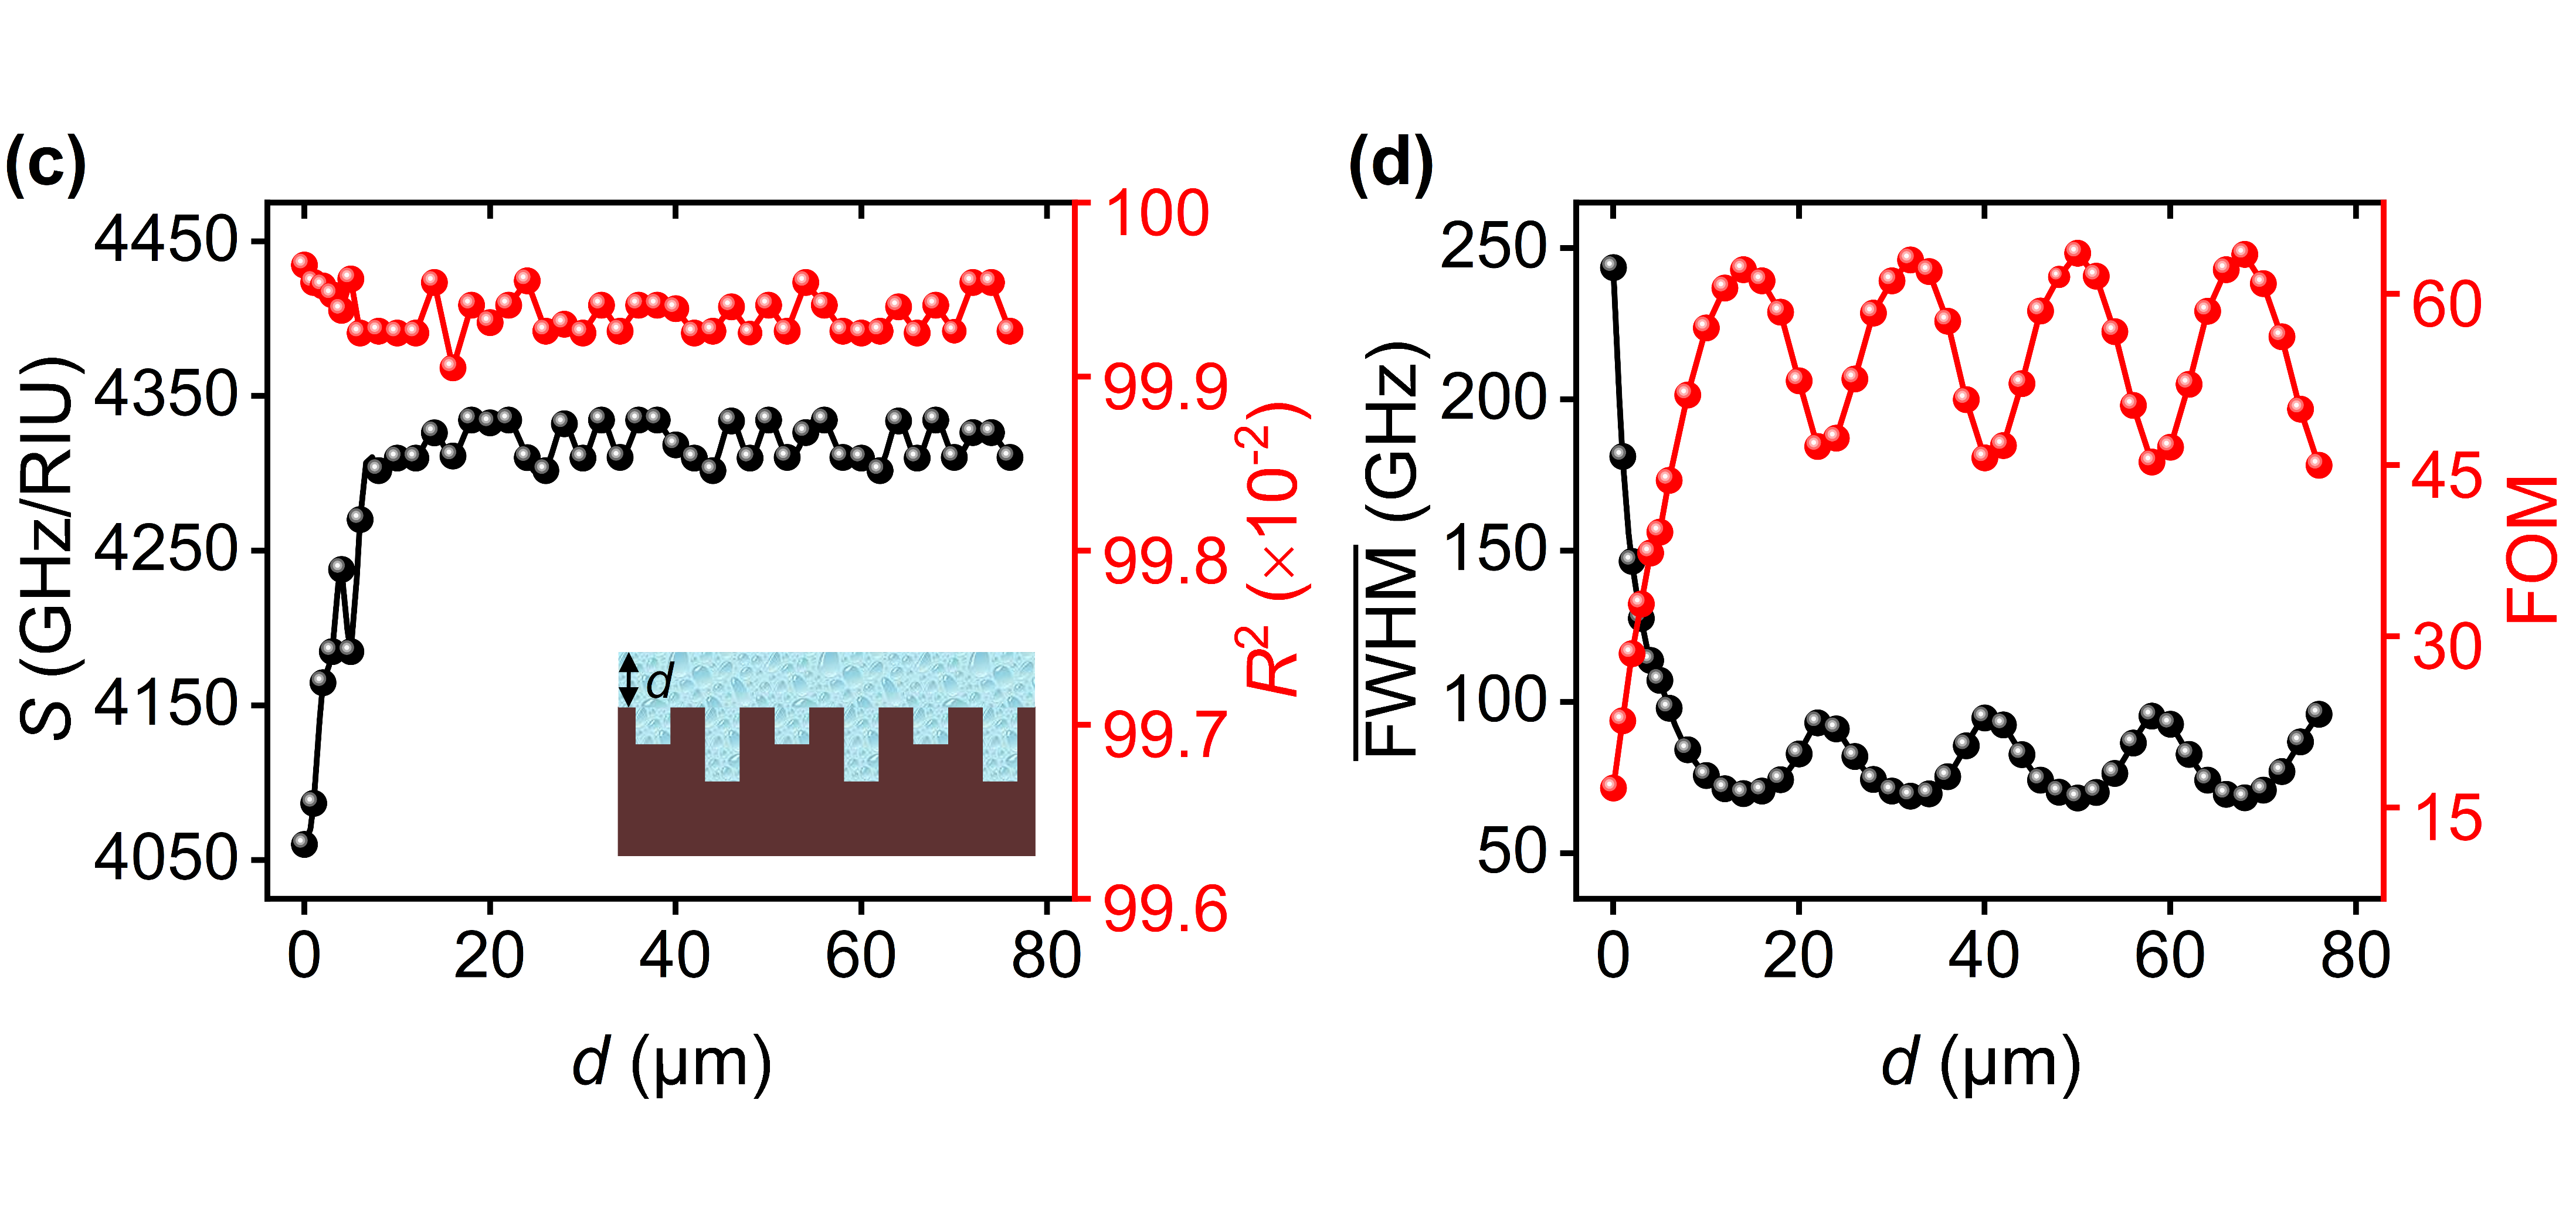 (c)
S (GHz/RIU)
4450
4350
4250
4150
4050
100
99.9
99.8
99.7
99.6
R² (×10⁻²)
d
0 20 40 60 80
d (µm)
(d)
F̅W̅H̅M̅ (GHz)
250
200
150
100
50
60
45
30
15
FOM
0 20 40 60 80
d (µm)